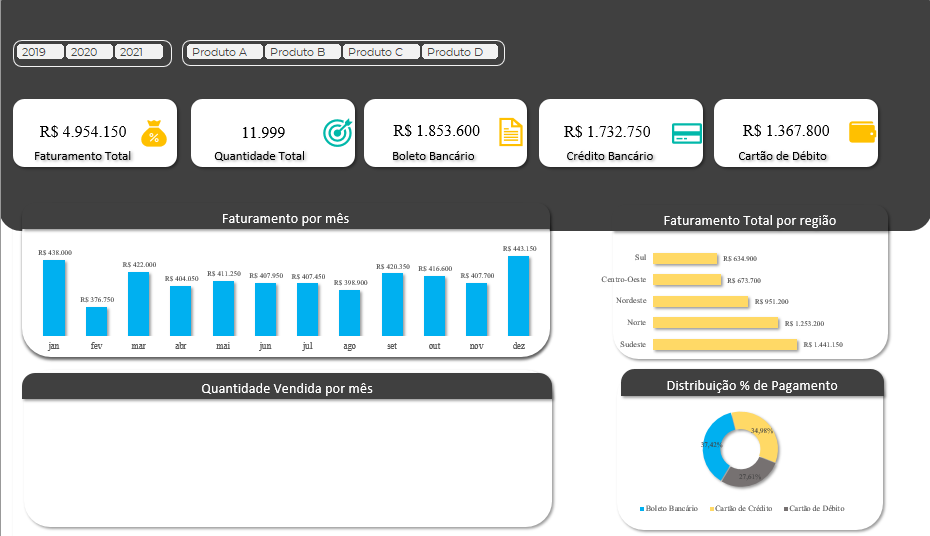 2019 2020 2021 Produto A Produto B Produto C Produto D
R$ 4.954.150
Faturamento Total
11.999
Quantidade Total
R$ 1.853.600
Boleto Bancário
R$ 1.732.750
Crédito Bancário
R$ 1.367.800
Cartão de Débito
Faturamento por mês
R$ 438.000
R$ 376.750
R$ 422.000
R$ 404.050
R$ 411.250
R$ 407.950
R$ 407.450
R$ 398.900
R$ 420.350
R$ 416.600
R$ 407.700
R$ 443.150
jan fev mar abr mai jun jul ago set out nov dez
Faturamento Total por região
Sul R$ 634.900
Centro-Oeste R$ 673.700
Nordeste R$ 951.200
Norte R$ 1.253.200
Sudeste R$ 1.441.150
Quantidade Vendida por mês
Distribuição % de Pagamento
34,98%
37,42%
27,61%
Boleto Bancário Cartão de Crédito Cartão de Débito